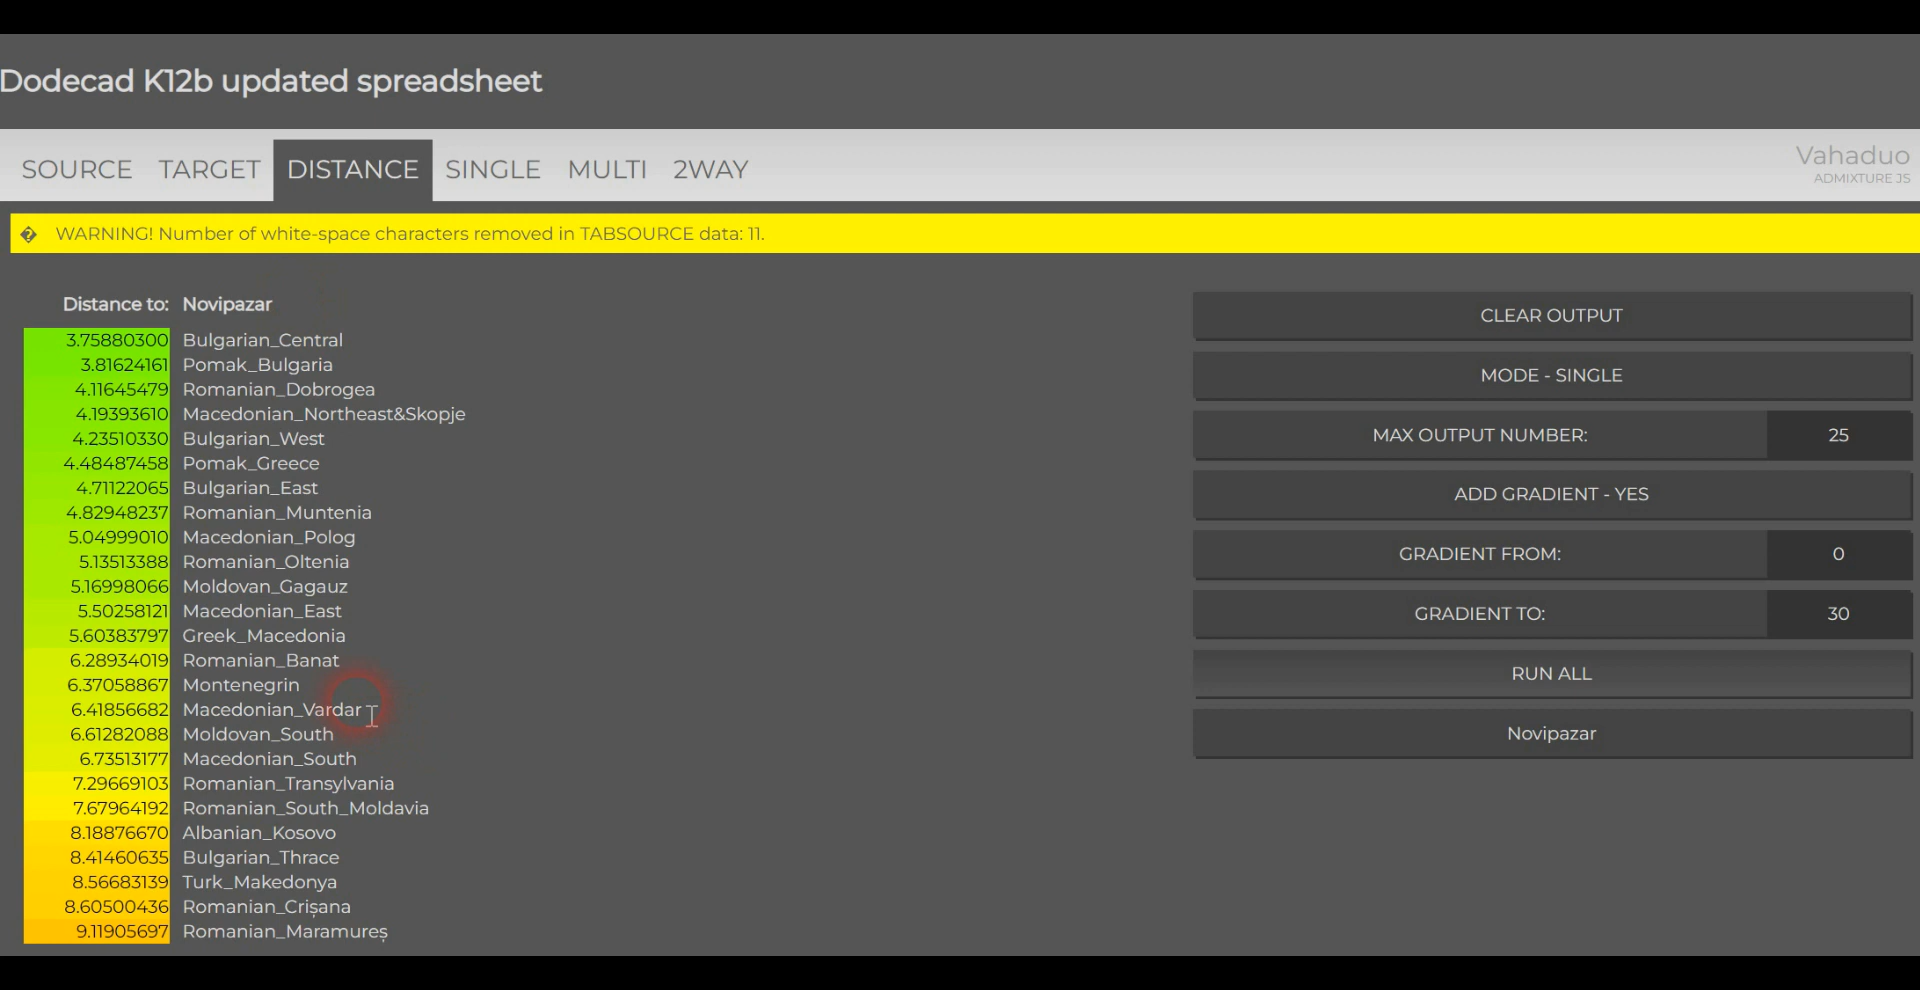 Dodecad K12b updated spreadsheet
SOURCE TARGET DISTANCE SINGLE MULTI 2WAY
Vahaduo
ADMIXTURE JS
WARNING! Number of white-space characters removed in TABSOURCE data: 11.
Distance to: Novipazar
3.75880300 Bulgarian_Central
3.81624161 Pomak_Bulgaria
4.11645479 Romanian_Dobrogea
4.19393610 Macedonian_Northeast&Skopje
4.23510330 Bulgarian_West
4.48487458 Pomak_Greece
4.71122065 Bulgarian_East
4.82948237 Romanian_Muntenia
5.04999010 Macedonian_Polog
5.13513388 Romanian_Oltenia
5.16998066 Moldovan_Gagauz
5.50258121 Macedonian_East
5.60383797 Greek_Macedonia
6.28934019 Romanian_Banat
6.37058867 Montenegrin
6.41856682 Macedonian_Vardar
6.61282088 Moldovan_South
6.73513177 Macedonian_South
7.29669103 Romanian_Transylvania
7.67964192 Romanian_South_Moldavia
8.18876670 Albanian_Kosovo
8.41460635 Bulgarian_Thrace
8.56683139 Turk_Makedonya
8.60500436 Romanian_Crișana
9.11905697 Romanian_Maramureș
CLEAR OUTPUT
MODE - SINGLE
MAX OUTPUT NUMBER: 25
ADD GRADIENT - YES
GRADIENT FROM: 0
GRADIENT TO: 30
RUN ALL
Novipazar